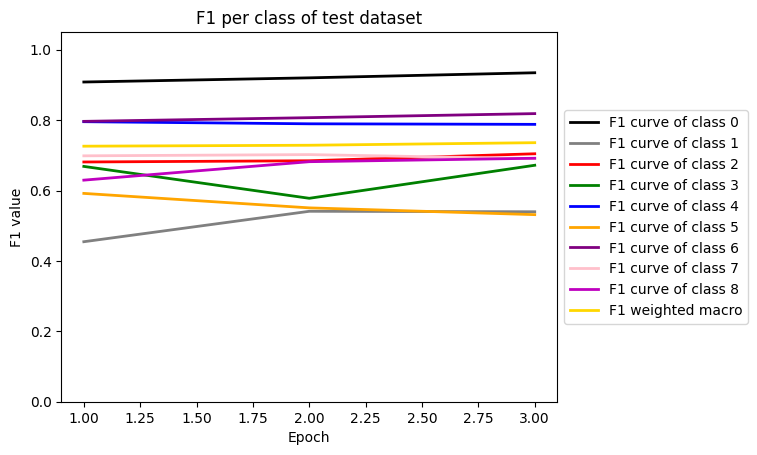 F1 per class of test dataset
1.0
0.8
0.6
0.4
0.2
0.0
F1 value
1.00 1.25 1.50 1.75 2.00 2.25 2.50 2.75 3.00
Epoch
F1 curve of class 0
F1 curve of class 1
F1 curve of class 2
F1 curve of class 3
F1 curve of class 4
F1 curve of class 5
F1 curve of class 6
F1 curve of class 7
F1 curve of class 8
F1 weighted macro